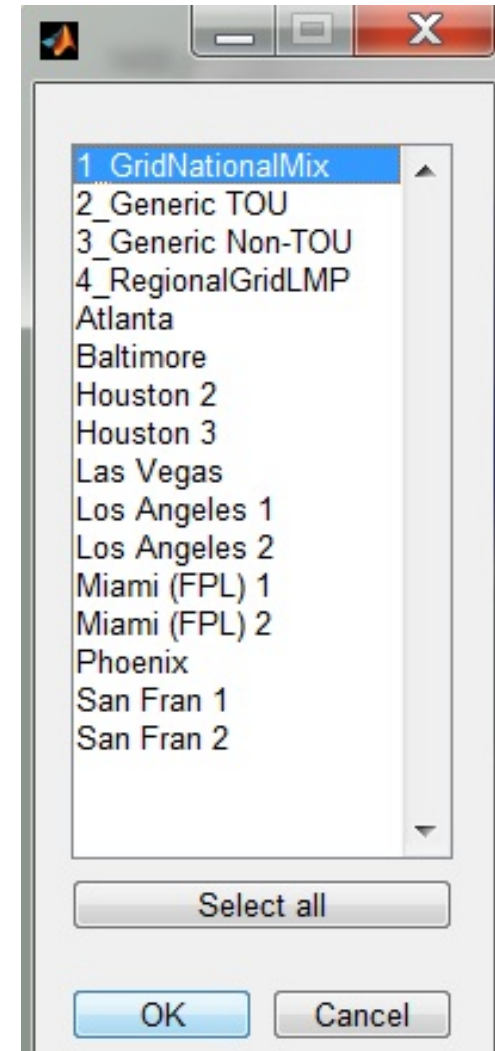 1_GridNationalMix
2_Generic TOU
3_Generic Non-TOU
4_RegionalGridLMP
Atlanta
Baltimore
Houston 2
Houston 3
Las Vegas
Los Angeles 1
Los Angeles 2
Miami (FPL) 1
Miami (FPL) 2
Phoenix
San Fran 1
San Fran 2
Select all
OK Cancel